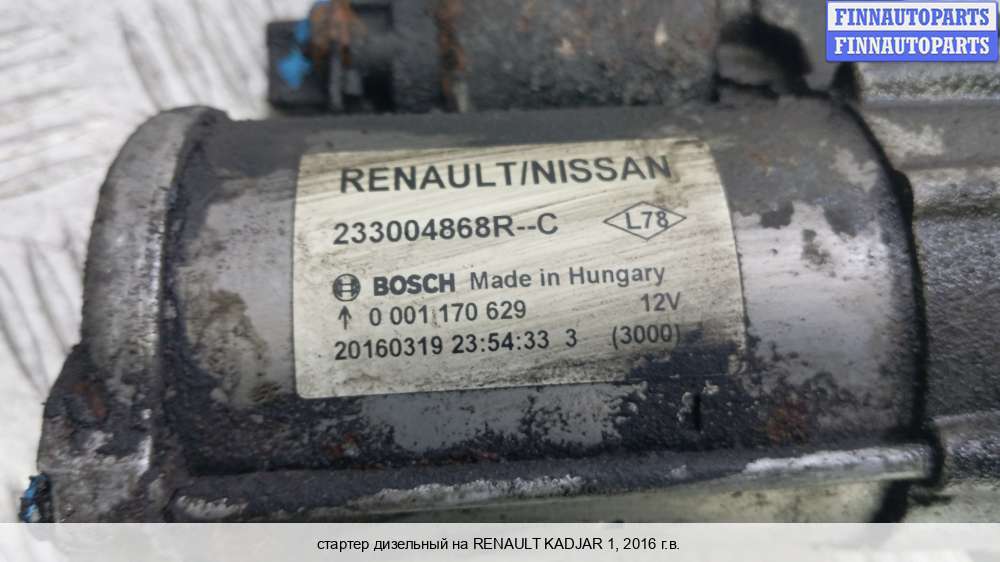 FINNAUTOPARTS
FINNAUTOPARTS
RENAULT/NISSAN
233004868R--C L78
BOSCH Made in Hungary
↑ 0 001 170 629 12V
20160319 23:54:33 3 (3000)
стартер дизельный на RENAULT KADJAR 1, 2016 г.в.